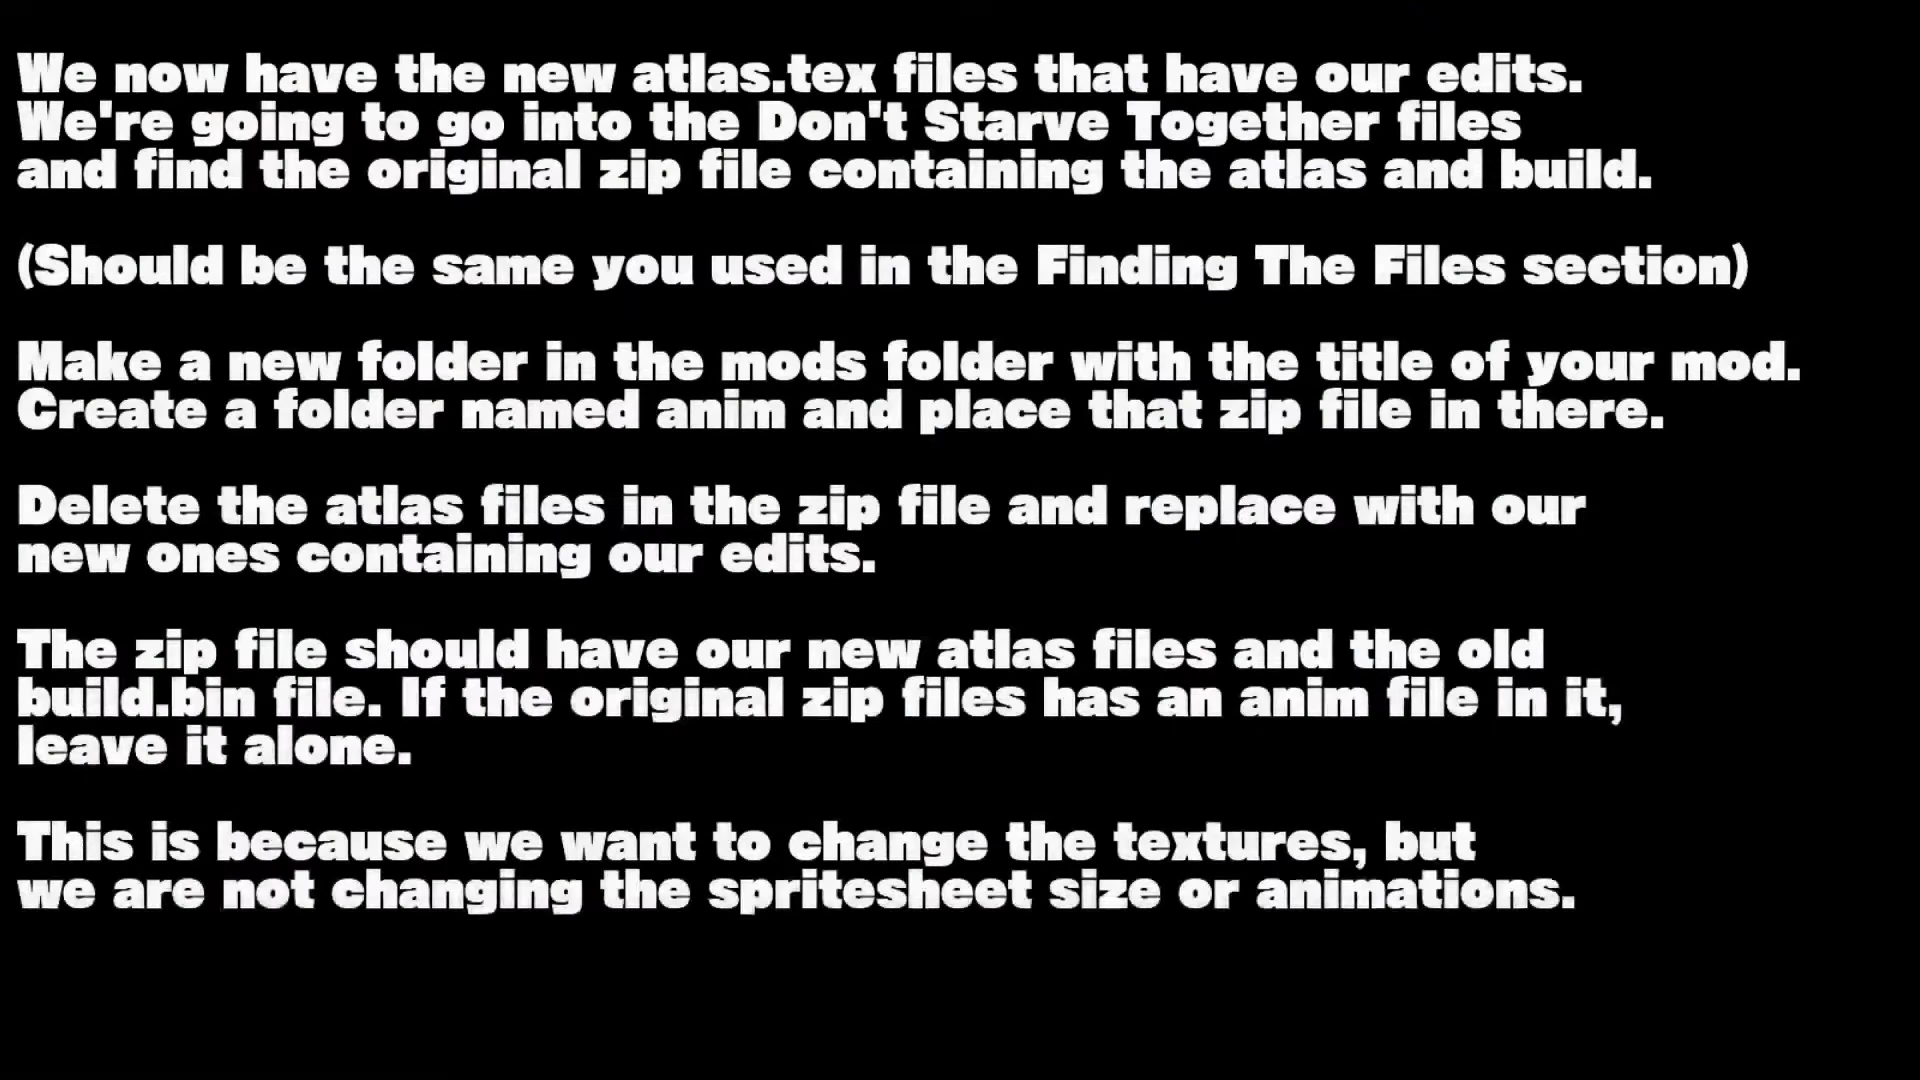 We now have the new atlas.tex files that have our edits.
We're going to go into the Don't Starve Together files
and find the original zip file containing the atlas and build.
(Should be the same you used in the Finding The Files section)
Make a new folder in the mods folder with the title of your mod.
Create a folder named anim and place that zip file in there.
Delete the atlas files in the zip file and replace with our
new ones containing our edits.
The zip file should have our new atlas files and the old
build.bin file. If the original zip files has an anim file in it,
leave it alone.
This is because we want to change the textures, but
we are not changing the spritesheet size or animations.